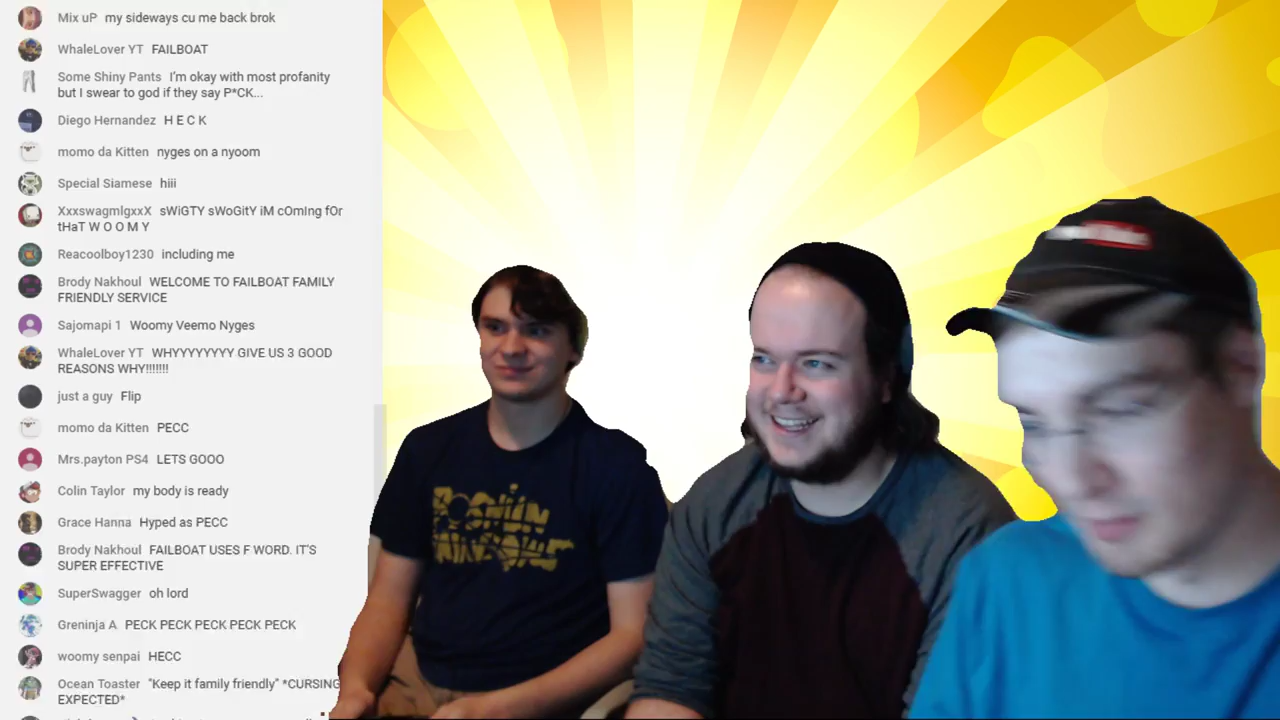 Mix uP my sideways cu me back brok
WhaleLover YT FAILBOAT
Some Shiny Pants I'm okay with most profanity
but I swear to god if they say P*CK...
Diego Hernandez H E C K
momo da Kitten nyges on a nyoom
Special Siamese hiii
XxxswagmlgxxX sWiGTY sWoGitY iM cOmIng fOr
tHaT W O O M Y
Reacoolboy1230 including me
Brody Nakhoul WELCOME TO FAILBOAT FAMILY
FRIENDLY SERVICE
Sajomapi 1 Woomy Veemo Nyges
WhaleLover YT WHYYYYYYYY GIVE US 3 GOOD
REASONS WHY!!!!!!!
just a guy Flip
momo da Kitten PECC
Mrs.payton PS4 LETS GOOO
Colin Taylor my body is ready
Grace Hanna Hyped as PECC
Brody Nakhoul FAILBOAT USES F WORD. IT'S
SUPER EFFECTIVE
SuperSwagger oh lord
Greninja A PECK PECK PECK PECK PECK
woomy senpai HECC
Ocean Toaster "Keep it family friendly" *CURSING
EXPECTED*